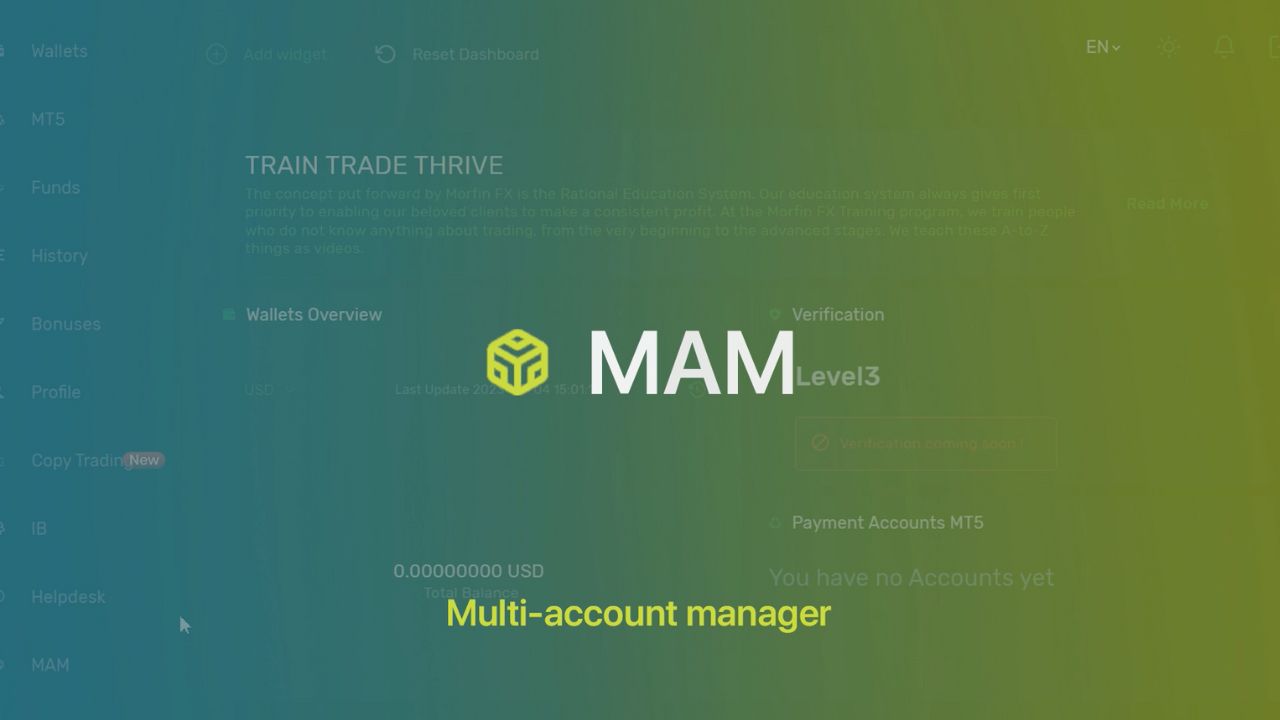 Wallets
Add widget
Reset Dashboard
EN
MT5
TRAIN TRADE THRIVE
The concept put forward by Morfin FX is the Rational Education System. Our education system always gives first
priority to enabling our beloved clients to make a consistent profit. At the Morfin FX Training program, we train people
who do not know anything about trading, from the very beginning to the advanced stages. We teach these A-to-Z
things as videos.
Read More
Funds
History
Wallets Overview
Verification
Bonuses
MAM
Level3
USD
Last Update
Profile
Verification coming soon !
Copy Trading
New
IB
Payment Accounts MT5
0.00000000 USD
You have no Accounts yet
Total Balance
Helpdesk
Multi-account manager
MAM